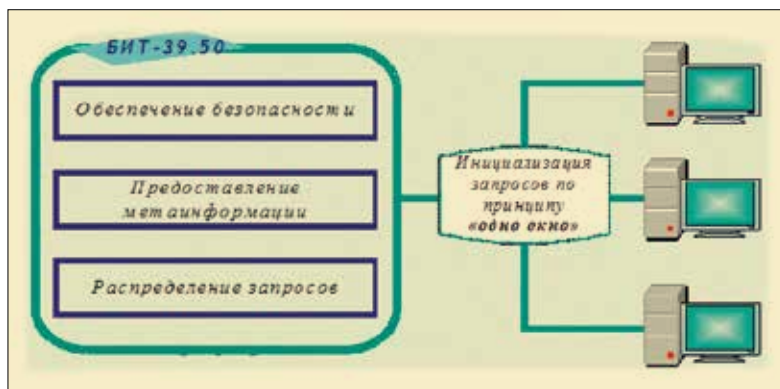 БИТ-39.50
Обеспечение безопасности
Предоставление
метаинформации
Распределение запросов
Инициализация
запросов по
принципу
«одно окно»